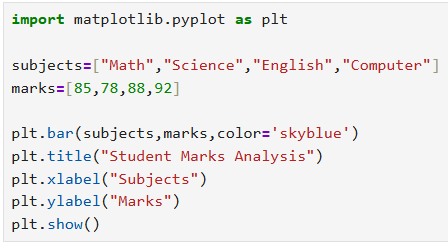 import matplotlib.pyplot as plt
subjects=["Math","Science","English","Computer"]
marks=[85,78,88,92]
plt.bar(subjects,marks,color='skyblue')
plt.title("Student Marks Analysis")
plt.xlabel("Subjects")
plt.ylabel("Marks")
plt.show()